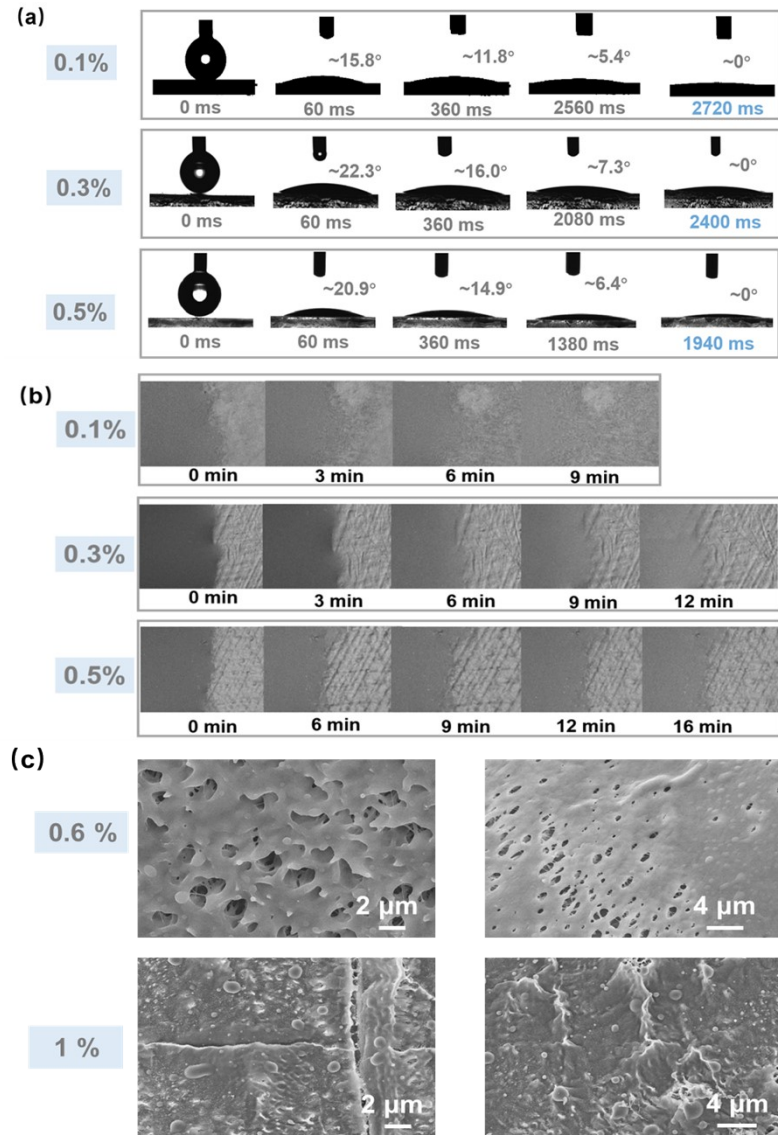 (a)
0.1%
~15.8° ~11.8° ~5.4° ~0°
0 ms 60 ms 360 ms 2560 ms 2720 ms
0.3%
~22.3° ~16.0° ~7.3° ~0°
0 ms 60 ms 360 ms 2080 ms 2400 ms
0.5%
~20.9° ~14.9° ~6.4° ~0°
0 ms 60 ms 360 ms 1380 ms 1940 ms
(b)
0.1%
0 min 3 min 6 min 9 min
0.3%
0 min 3 min 6 min 9 min 12 min
0.5%
0 min 6 min 9 min 12 min 16 min
(c)
0.6 %
2 μm 4 μm
1 %
2 μm 4 μm